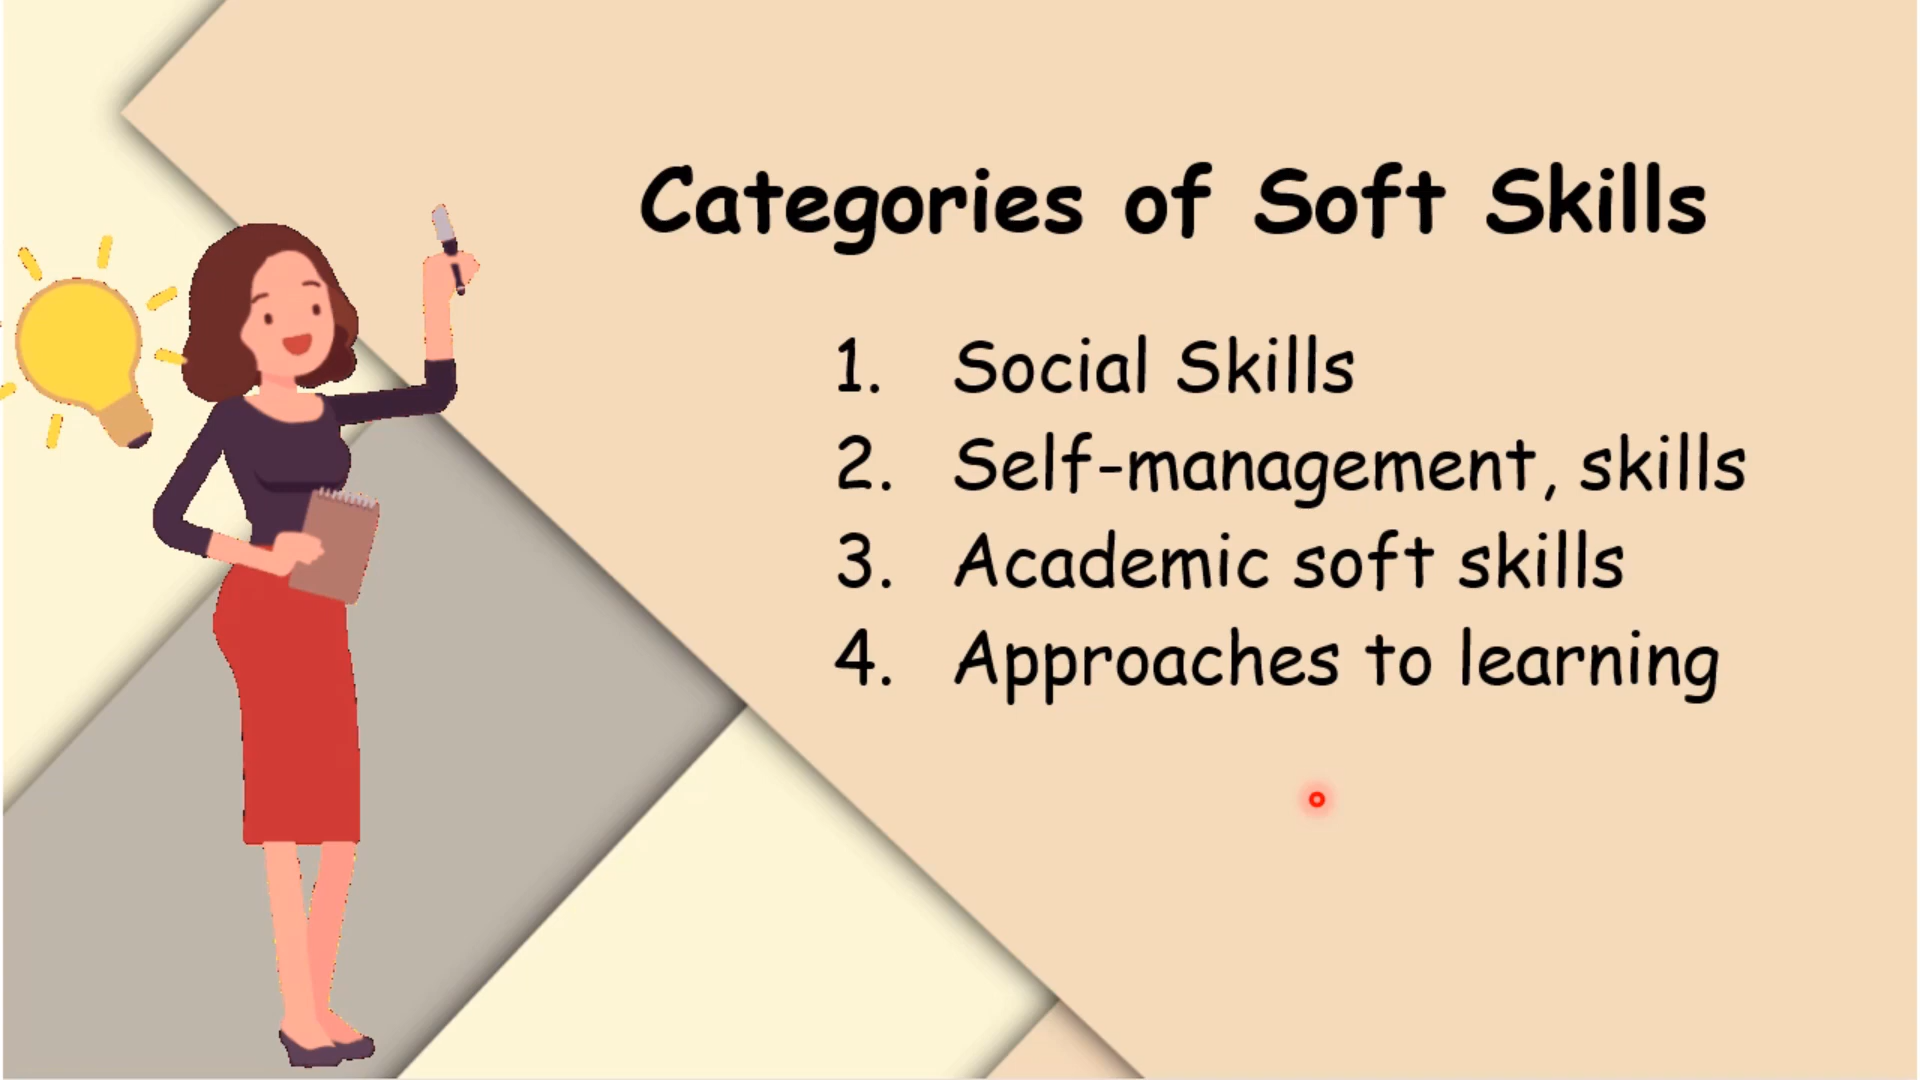 Categories of Soft Skills
1. Social Skills
2. Self-management, skills
3. Academic soft skills
4. Approaches to learning